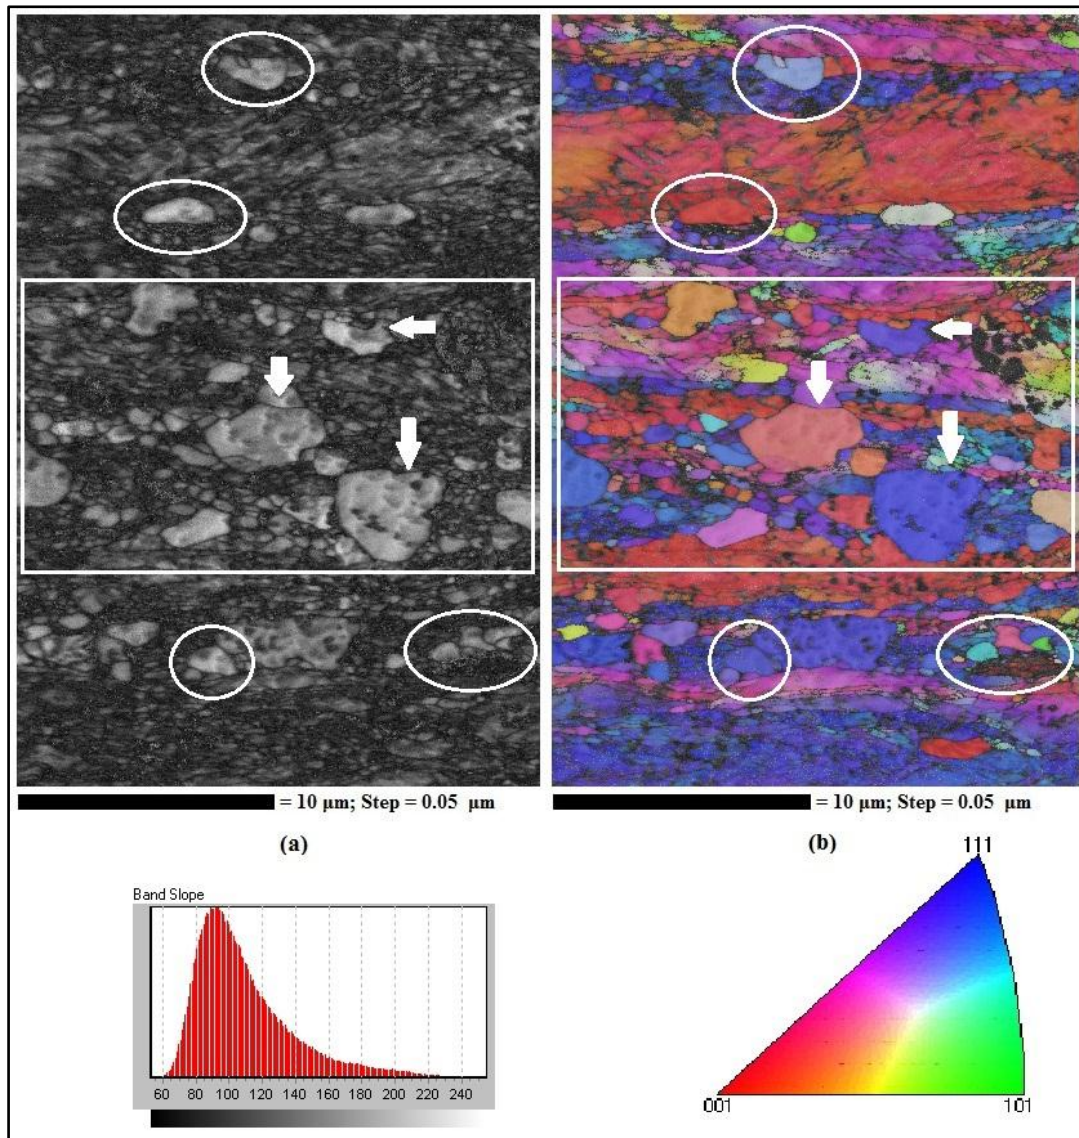 = 10 µm; Step = 0.05 µm
= 10 µm; Step = 0.05 µm
(a)
(b)
Band Slope
60 80 100 120 140 160 180 200 220 240
111
001
101